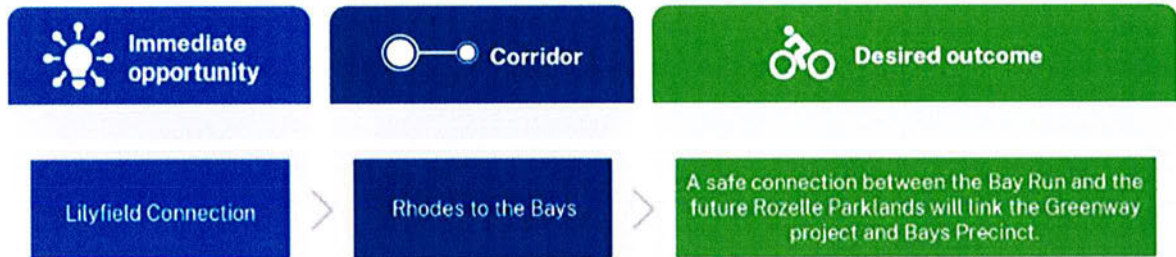 Immediate
opportunity
Corridor
Desired outcome
Lilyfield Connection
Rhodes to the Bays
A safe connection between the Bay Run and the
future Rozelle Parklands will link the Greenway
project and Bays Precinct.